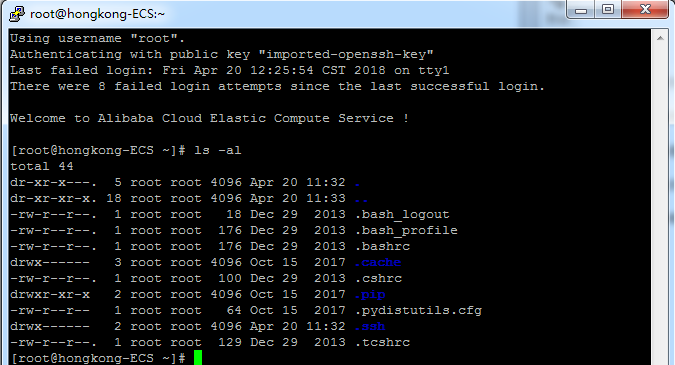 root@hongkong-ECS:~
Using username "root".
Authenticating with public key "imported-openssh-key"
Last failed login: Fri Apr 20 12:25:54 CST 2018 on tty1
There were 8 failed login attempts since the last successful login.
Welcome to Alibaba Cloud Elastic Compute Service !
[root@hongkong-ECS ~]# ls -al
total 44
dr-xr-x---.  5 root root 4096 Apr 20 11:32 .
dr-xr-xr-x. 18 root root 4096 Apr 20 11:33 ..
-rw-r--r--.  1 root root   18 Dec 29  2013 .bash_logout
-rw-r--r--.  1 root root  176 Dec 29  2013 .bash_profile
-rw-r--r--.  1 root root  176 Dec 29  2013 .bashrc
drwx------   3 root root 4096 Oct 15  2017 .cache
-rw-r--r--.  1 root root  100 Dec 29  2013 .cshrc
drwxr-xr-x   2 root root 4096 Oct 15  2017 .pip
-rw-r--r--   1 root root   64 Oct 15  2017 .pydistutils.cfg
drwx------   2 root root 4096 Apr 20 11:32 .ssh
-rw-r--r--.  1 root root  129 Dec 29  2013 .tcshrc
[root@hongkong-ECS ~]#